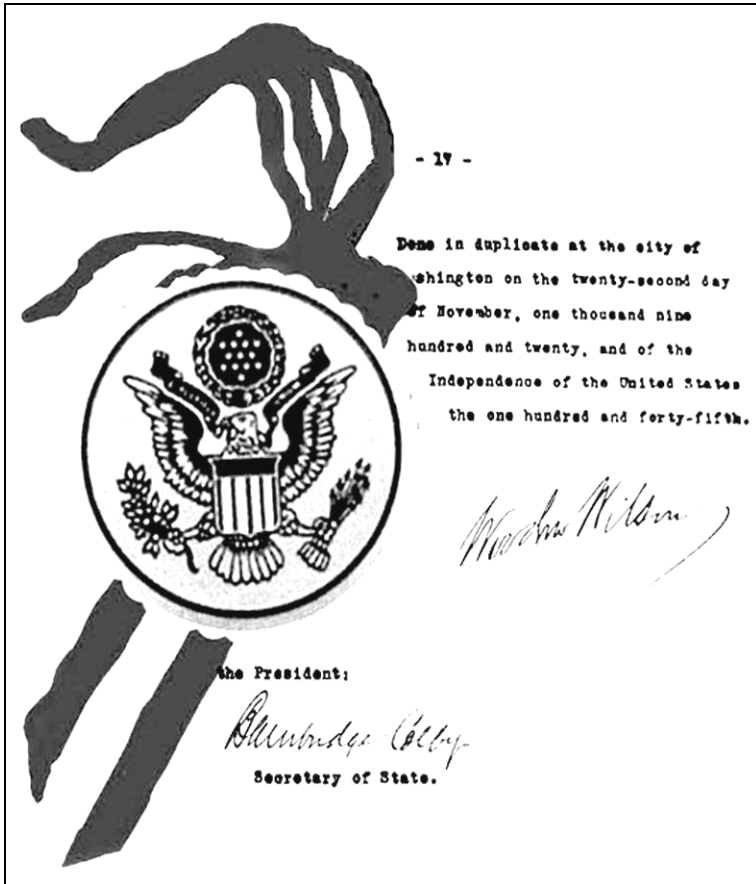 - 17 -
Done in duplicate at the city of
shington on the twenty-second day
of November, one thousand nine
hundred and twenty, and of the
Independence of the United States
the one hundred and forty-fifth.
Woodrow Wilson
the President:
Bainbridge Colby
Secretary of State.